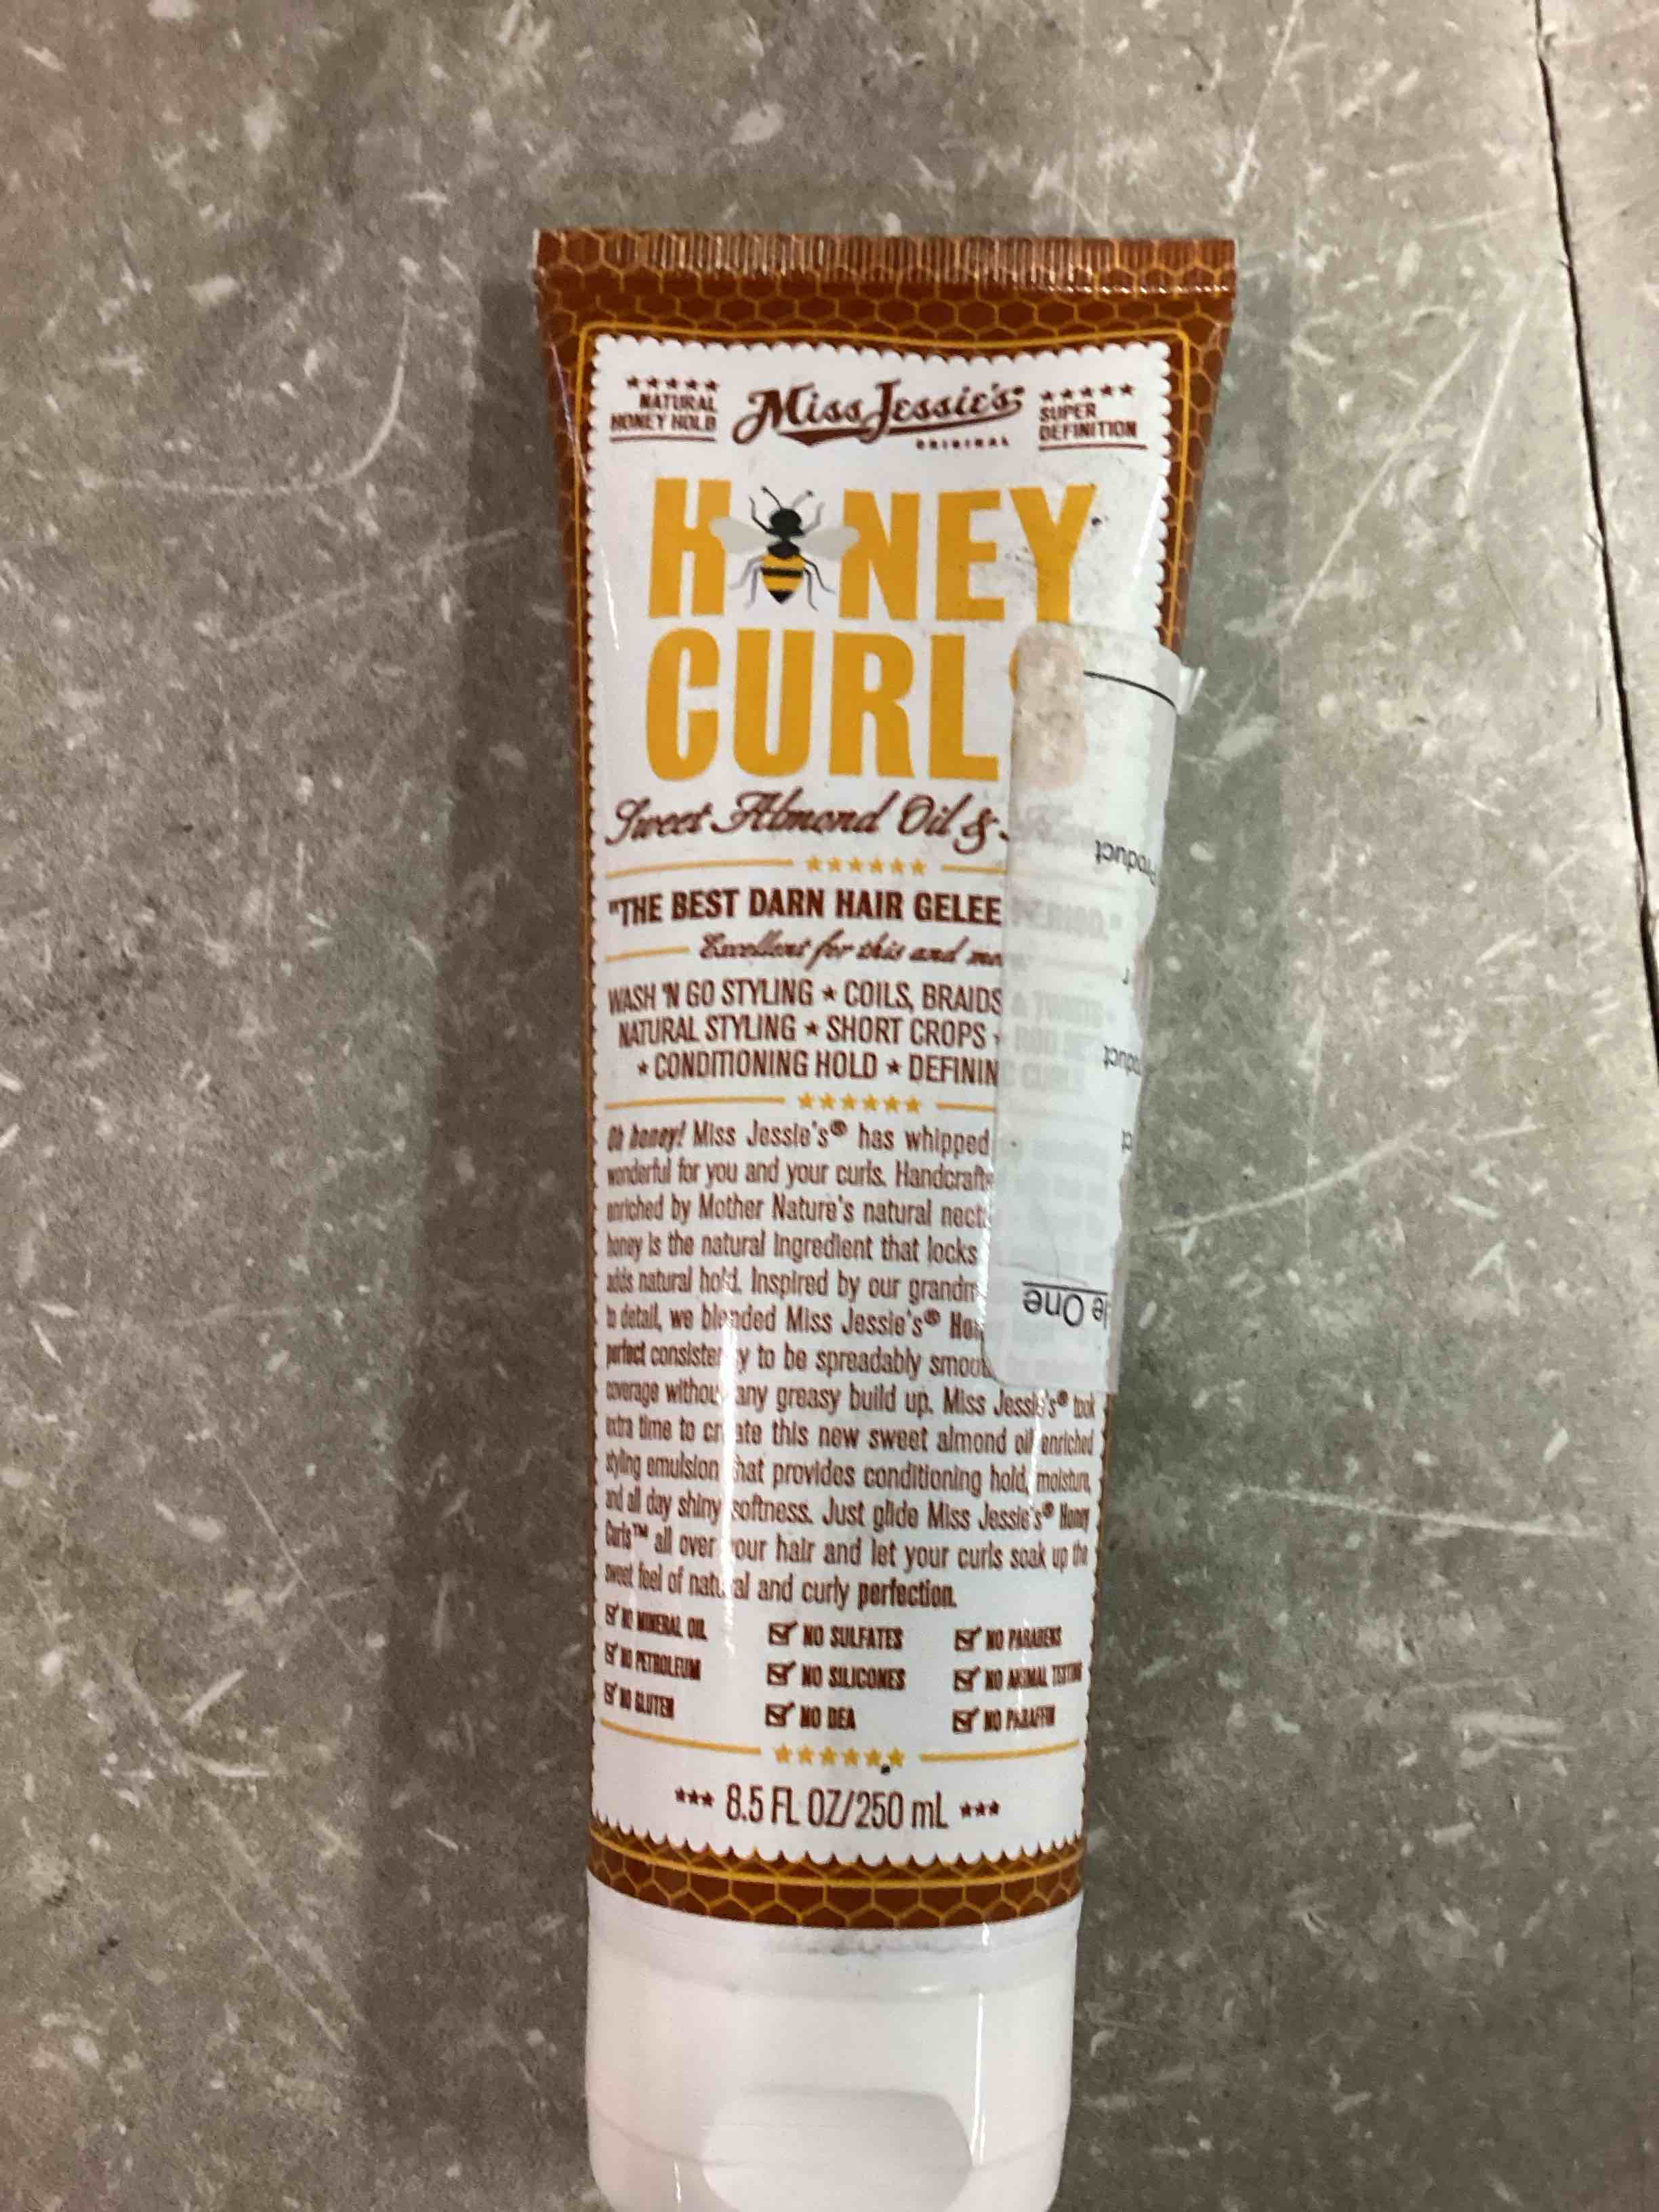 ★★★★★ NATURAL HONEY HOLD
Miss Jessie's
ORIGINAL
★★★★★ SUPER DEFINITION
HONEY
CURLS
Sweet Almond Oil &
"THE BEST DARN HAIR GELEE
Excellent for this and
WASH 'N GO STYLING ★ COILS, BRAIDS & TWISTS
NATURAL STYLING ★ SHORT CROPS ROD
★ CONDITIONING HOLD ★ DEFINING CURLS
Oh honey! Miss Jessie's® has whipped
wonderful for you and your curls.
enriched by Mother Nature's natural
honey is the natural ingredient that locks
adds natural hold. Inspired by our
to detail, we blended Miss Jessie's®
perfect consistency to be spreadably
coverage without any greasy build up. Miss Jessie's® took
extra time to create this new sweet almond oil enriched
styling emulsion that provides conditioning hold, moisture,
and all day shiny softness. Just glide Miss Jessie's® Honey
Curls™ all over your hair and let your curls soak up the
sweet feel of natural and curly perfection.
NO MINERAL OIL NO SULFATES NO PARABENS
NO PETROLEUM NO SILICONES NO ANIMAL TESTING
NO GLUTEN NO DEA NO PARAFFIN
*** 8.5 FL OZ/250 mL ***
Product
One